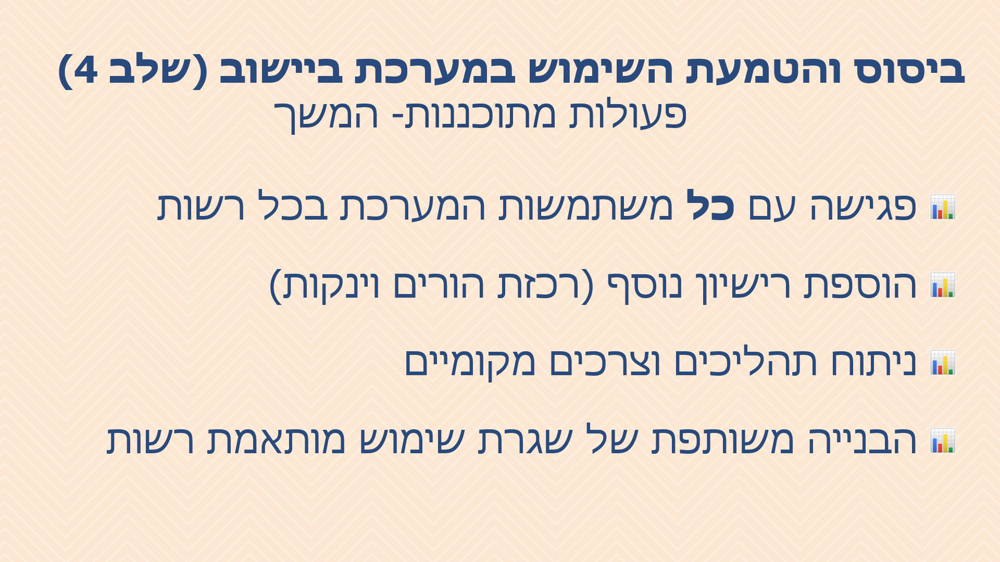 ביסוס והטמעת השימוש במערכת ביישוב (שלב 4)
פעולות מתוכננות- המשך
פגישה עם כל משתמשות המערכת בכל רשות
הוספת רישיון נוסף (רכזת הורים וינקות)
ניתוח תהליכים וצרכים מקומיים
הבנייה משותפת של שגרת שימוש מותאמת רשות